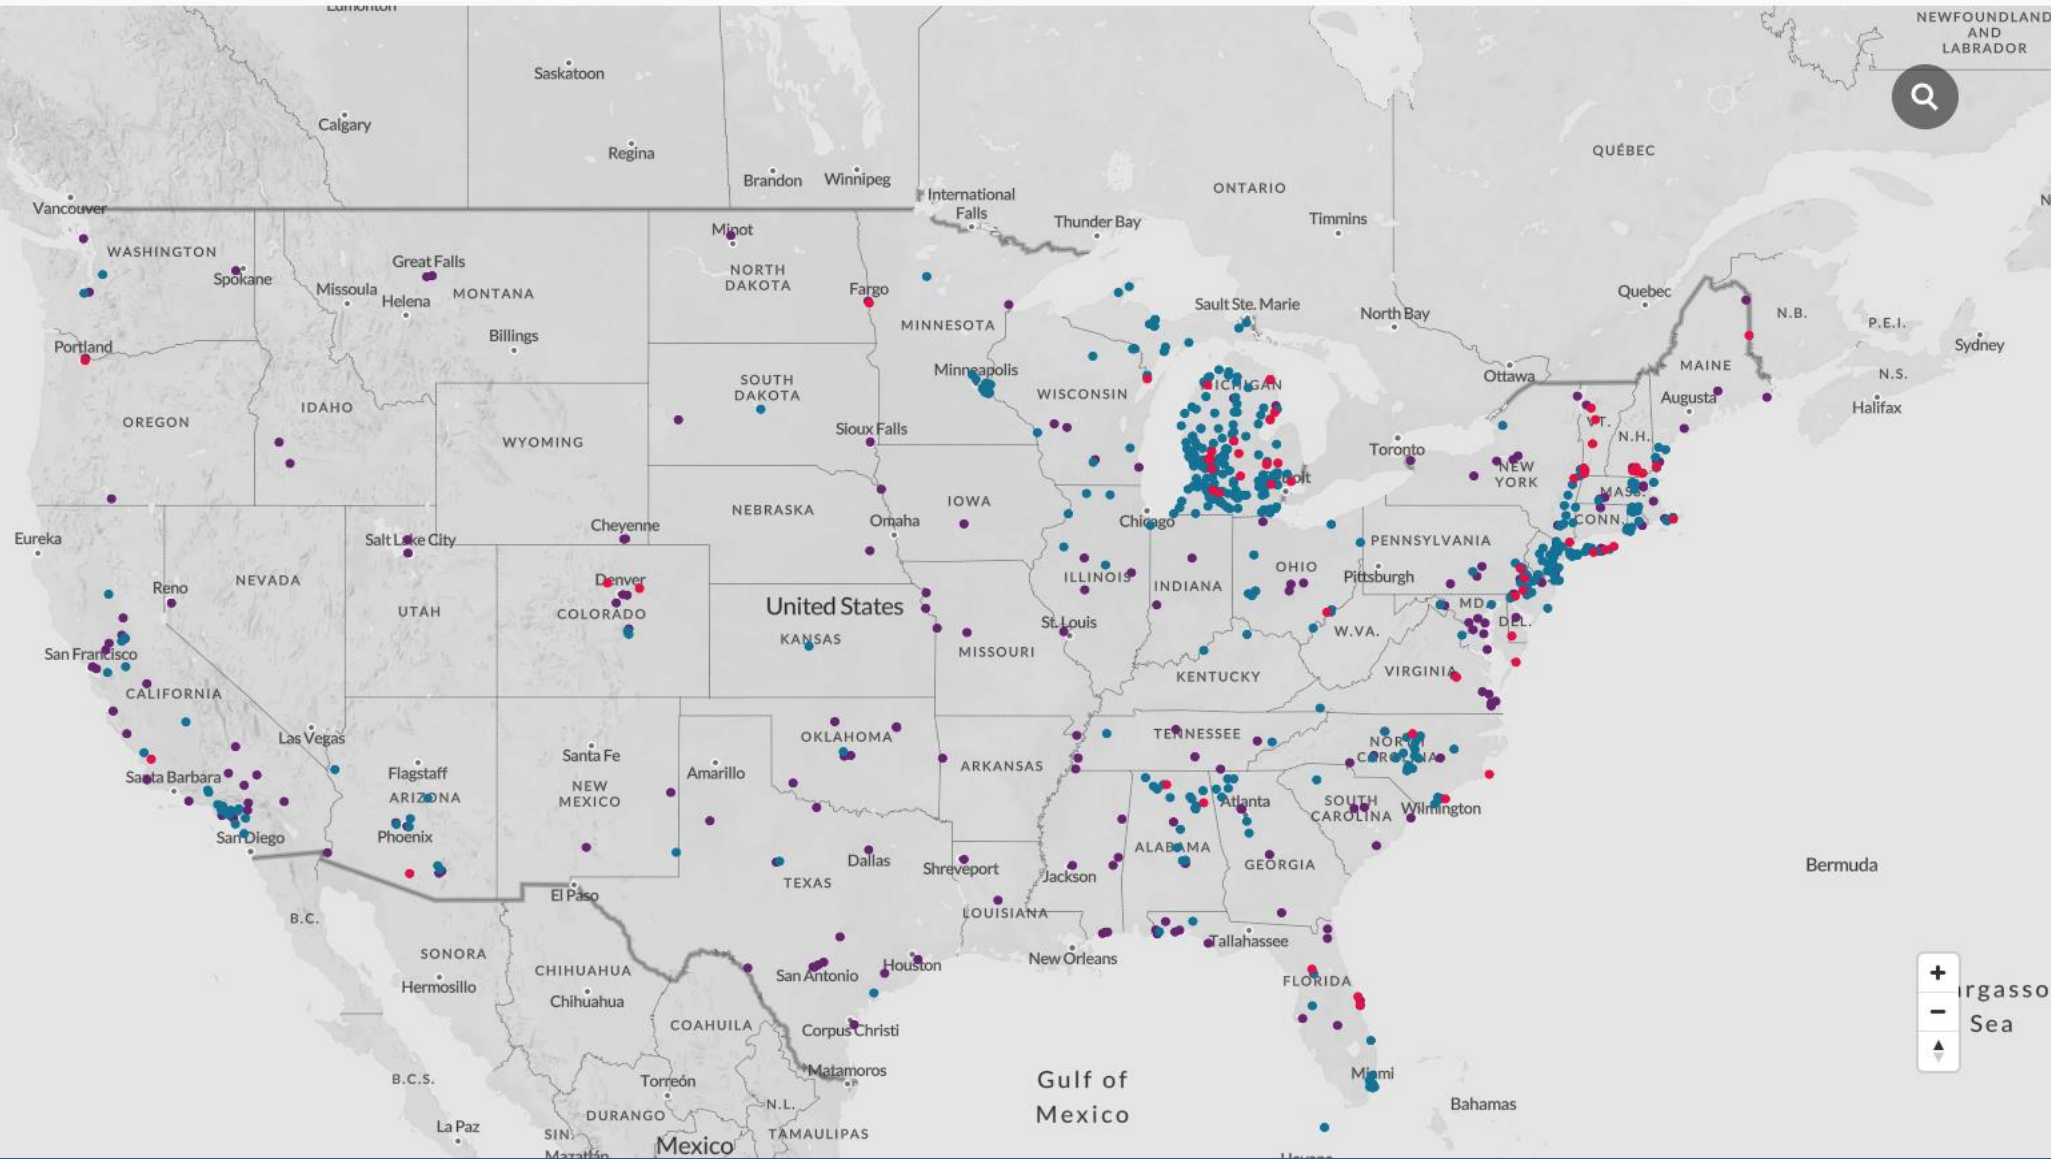 Edmonton
NEWFOUNDLAND
AND
LABRADOR
Saskatoon
Calgary
Regina
QUÉBEC
Brandon
Winnipeg
ONTARIO
International
Falls
Vancouver
Thunder Bay
Timmins
N
Minot
WASHINGTON
Great Falls
Spokane
NORTH
DAKOTA
Missoula
Helena
MONTANA
Fargo
Quebec
Sault Ste. Marie
North Bay
N.B.
P.E.I.
MINNESOTA
Billings
Portland
Sydney
Minneapolis
MAINE
Ottawa
N.S.
SOUTH
DAKOTA
MICHIGAN
WISCONSIN
Augusta
Halifax
IDAHO
OREGON
VT.
Sioux Falls
N.H.
WYOMING
Toronto
NEW
YORK
MASS.
IOWA
NEBRASKA
Chicago
Omaha
CONN.
Cheyenne
Eureka
Salt Lake City
PENNSYLVANIA
OHIO
NEVADA
Denver
ILLINOIS
Pittsburgh
Reno
INDIANA
MD.
United States
UTAH
COLORADO
St. Louis
DEL.
W.VA.
KANSAS
San Francisco
MISSOURI
VIRGINIA
KENTUCKY
CALIFORNIA
Las Vegas
OKLAHOMA
TENNESSEE
NORTH
CAROLINA
Santa Fe
ARKANSAS
Flagstaff
Amarillo
Santa Barbara
NEW
MEXICO
ARIZONA
Atlanta
SOUTH
CAROLINA
Wilmington
Phoenix
San Diego
ALABAMA
Dallas
GEORGIA
Bermuda
Shreveport
Jackson
TEXAS
El Paso
LOUISIANA
B.C.
Tallahassee
SONORA
New Orleans
Houston
CHIHUAHUA
San Antonio
FLORIDA
Hermosillo
Chihuahua
+
argasso
Sea
−
COAHUILA
Corpus Christi
Matamoros
Miami
B.C.S.
Torreón
Gulf of
Mexico
N.L.
Bahamas
DURANGO
La Paz
SIN.
TAMAULIPAS
Mexico
Mazatlán
Havana